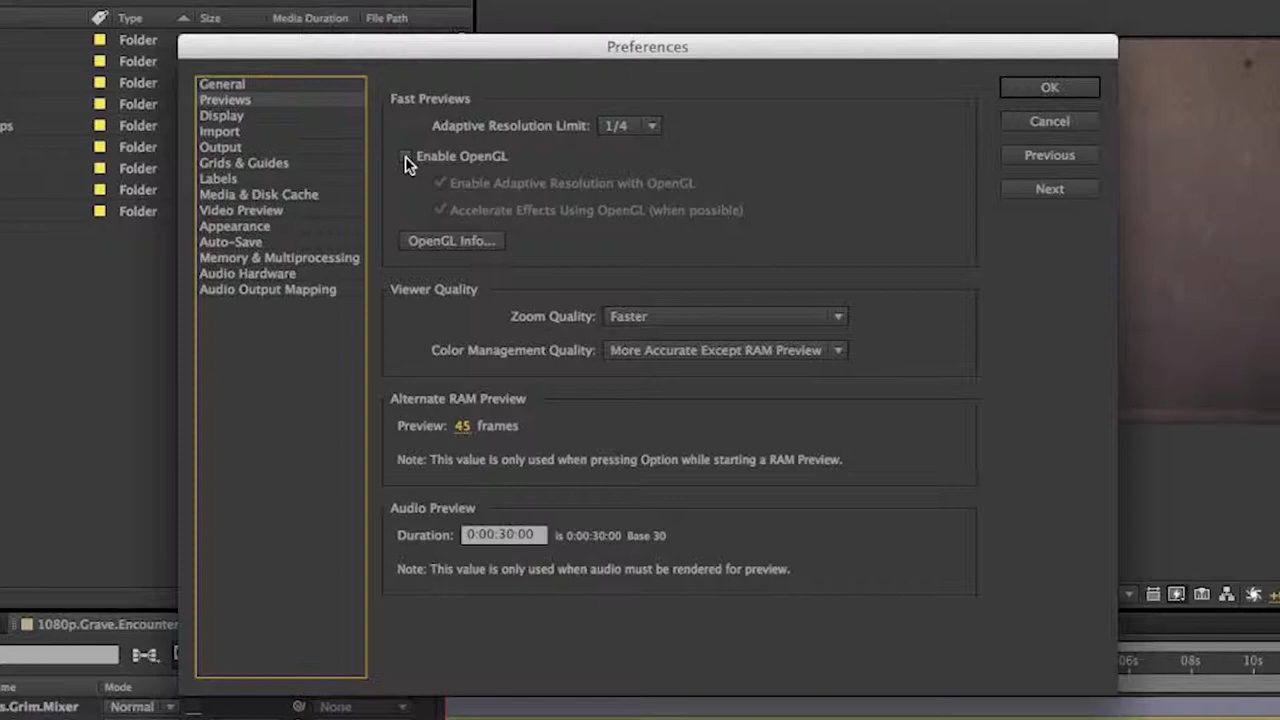 Type Size Media Duration File Path
Preferences
Folder
Folder
Folder
Folder
ps Folder
Folder
Folder
Folder
Folder
General
Previews
Display
Import
Output
Grids & Guides
Labels
Media & Disk Cache
Video Preview
Appearance
Auto-Save
Memory & Multiprocessing
Audio Hardware
Audio Output Mapping
Fast Previews
Adaptive Resolution Limit: 1/4
Enable OpenGL
Enable Adaptive Resolution with OpenGL
Accelerate Effects Using OpenGL (when possible)
OpenGL Info...
Viewer Quality
Zoom Quality: Faster
Color Management Quality: More Accurate Except RAM Preview
Alternate RAM Preview
Preview: 45 frames
Note: This value is only used when pressing Option while starting a RAM Preview.
Audio Preview
Duration: 0:00:30:00 is 0:00:30:00 Base 30
Note: This value is only used when audio must be rendered for preview.
OK
Cancel
Previous
Next
1080p.Grave.Encounter
06s 08s 10s
me Mode
s.Grim.Mixer Normal None